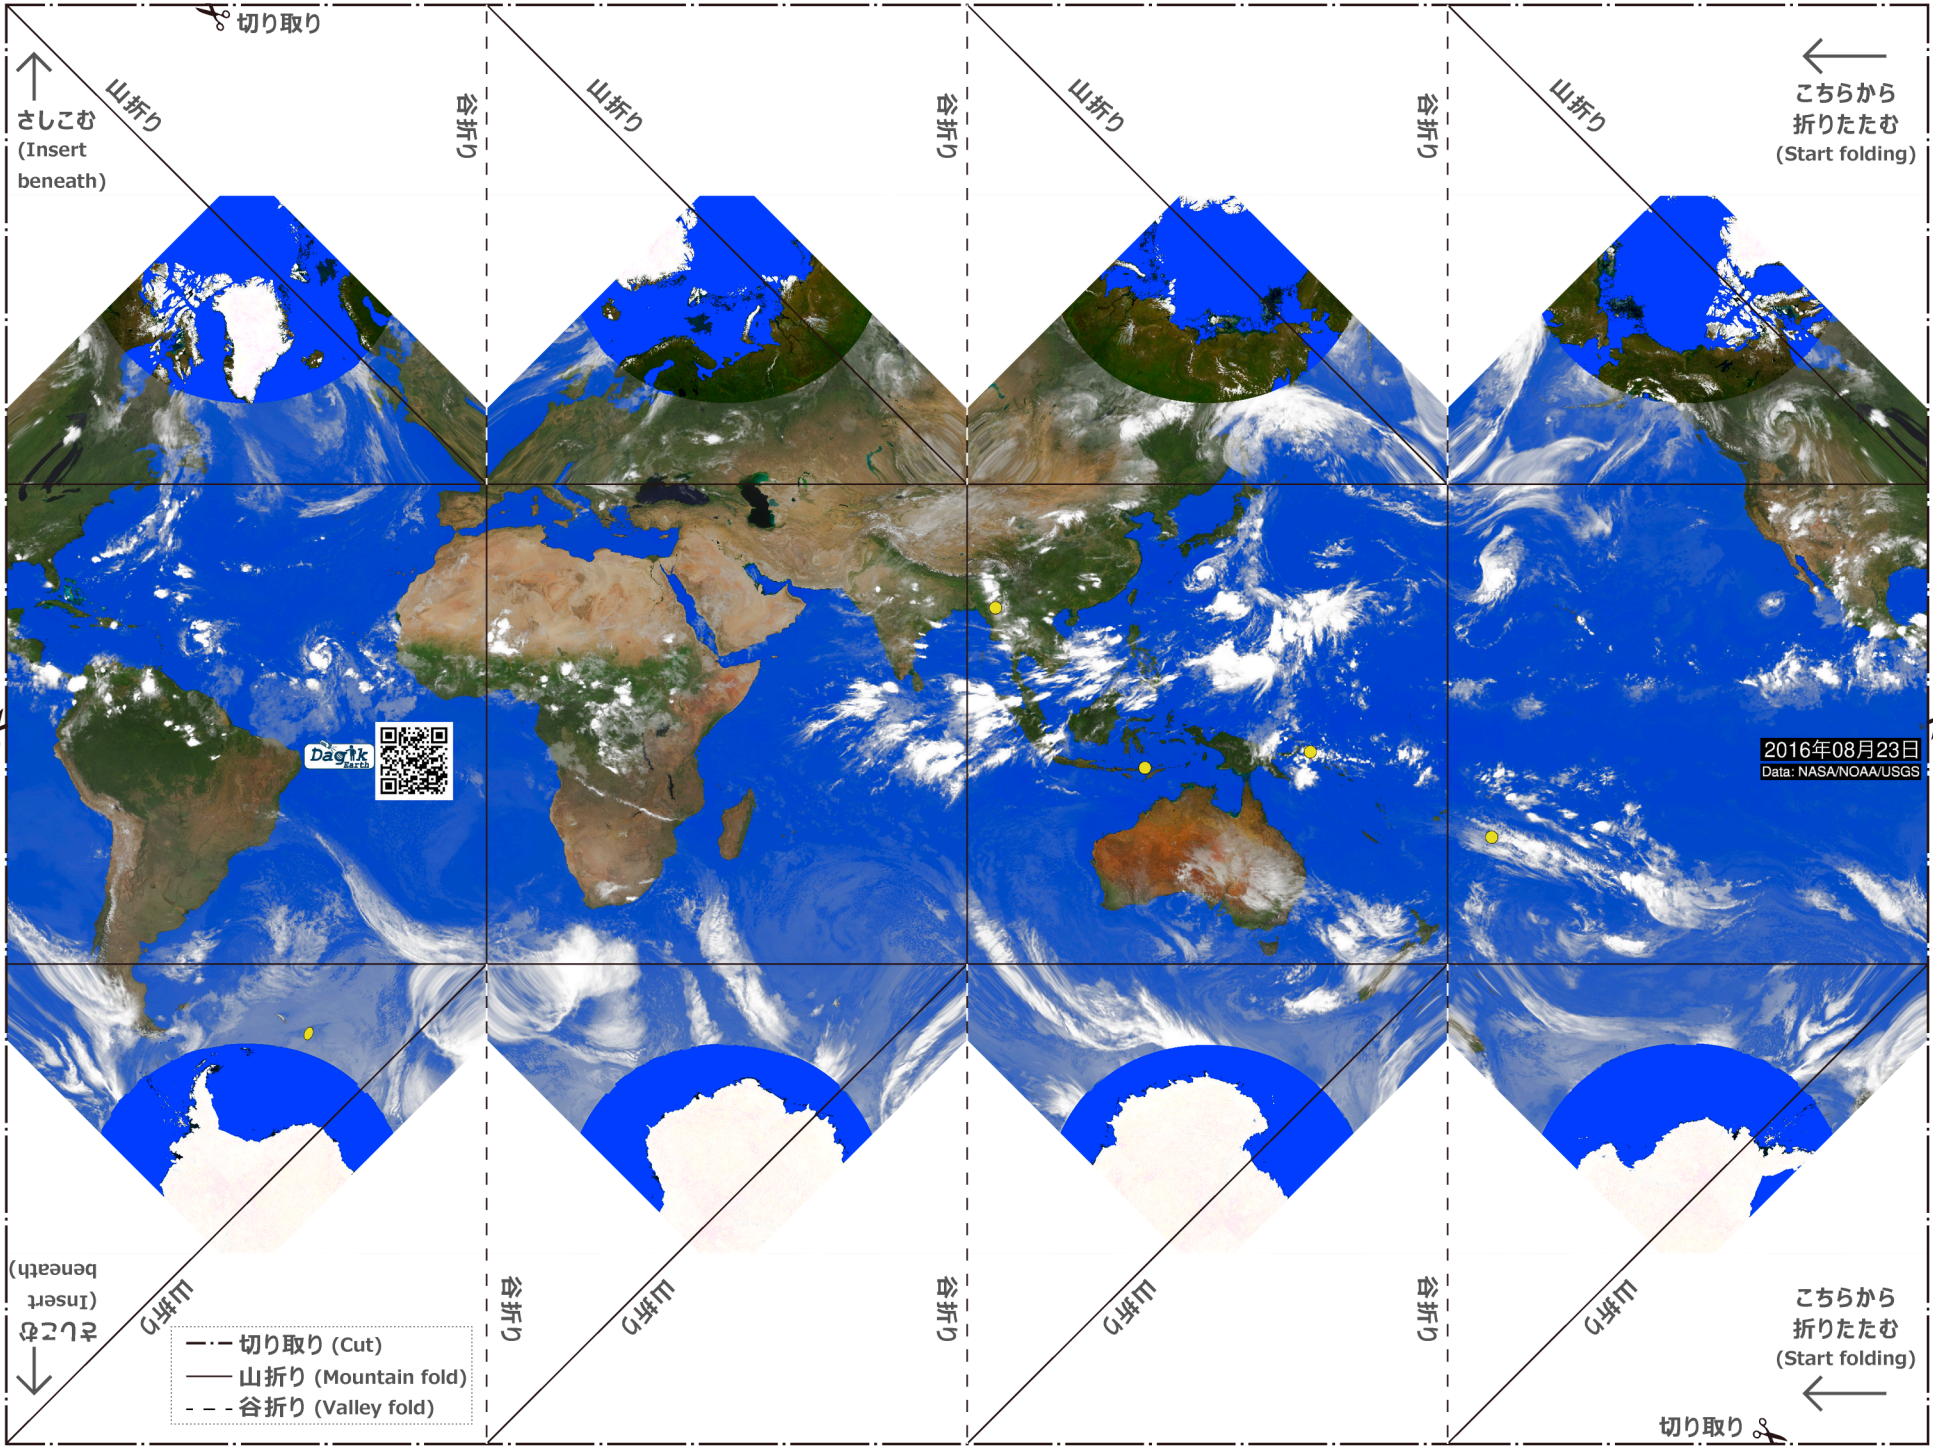 切り取り
山折り
谷折り
山折り
谷折り
山折り
谷折り
山折り
さしこむ
(Insert
beneath)
こちらから
折りたたむ
(Start folding)
Dagik
Earth
2016年08月23日
Data: NASA/NOAA/USGS
さしこむ
(Insert
beneath)
山折り
谷折り
山折り
谷折り
山折り
谷折り
山折り
切り取り (Cut)
山折り (Mountain fold)
谷折り (Valley fold)
こちらから
折りたたむ
(Start folding)
切り取り